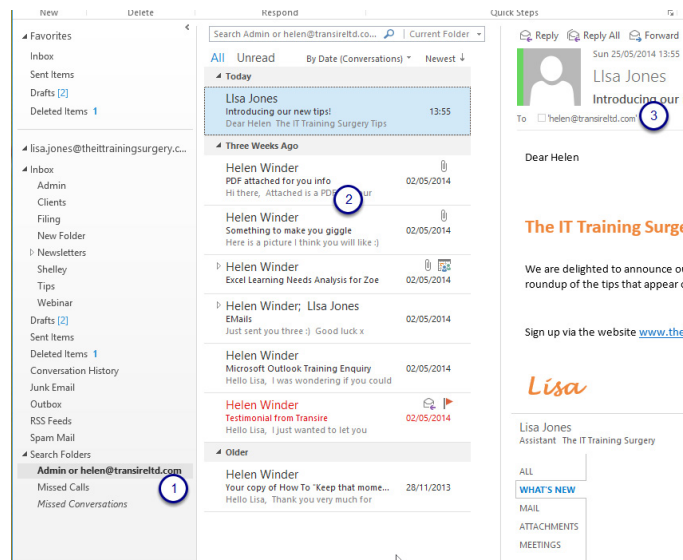 New Delete Respond Quick Steps
Favorites
Inbox
Sent Items
Drafts [2]
Deleted Items 1
lisa.jones@theittrainingsurgery.c...
Inbox
Admin
Clients
Filing
New Folder
Newsletters
Shelley
Tips
Webinar
Drafts [2]
Sent Items
Deleted Items 1
Conversation History
Junk Email
Outbox
RSS Feeds
Spam Mail
Search Folders
Admin or helen@transireltd.com
1
Missed Calls
Missed Conversations
Search Admin or helen@transireltd.co... Current Folder
All Unread By Date (Conversations) Newest ↓
Today
LIsa Jones
Introducing our new tips! 13:55
Dear Helen The IT Training Surgery Tips
Three Weeks Ago
Helen Winder
PDF attached for you info 02/05/2014
Hi there, Attached is a PDF ur
2
Helen Winder
Something to make you giggle 02/05/2014
Here is a picture I think you will like :)
Helen Winder
Excel Learning Needs Analysis for Zoe 02/05/2014
Helen Winder; LIsa Jones
EMails 02/05/2014
Just sent you three :) Good luck x
Helen Winder
Microsoft Outlook Training Enquiry 02/05/2014
Hello Lisa, I was wondering if you could
Helen Winder
Testimonial from Transire 02/05/2014
Hello Lisa, I just wanted to let you
Older
Helen Winder
Your copy of How To "Keep that mome... 28/11/2013
Hello Lisa, Thank you very much for
Reply Reply All Forward
Sun 25/05/2014 13:55
LIsa Jones
Introducing our
To 'helen@transireltd.com'
3
Dear Helen
The IT Training Surge
We are delighted to announce ou
roundup of the tips that appear
Sign up via the website www.the
Lisa
Lisa Jones
Assistant The IT Training Surgery
ALL
WHAT'S NEW
MAIL
ATTACHMENTS
MEETINGS